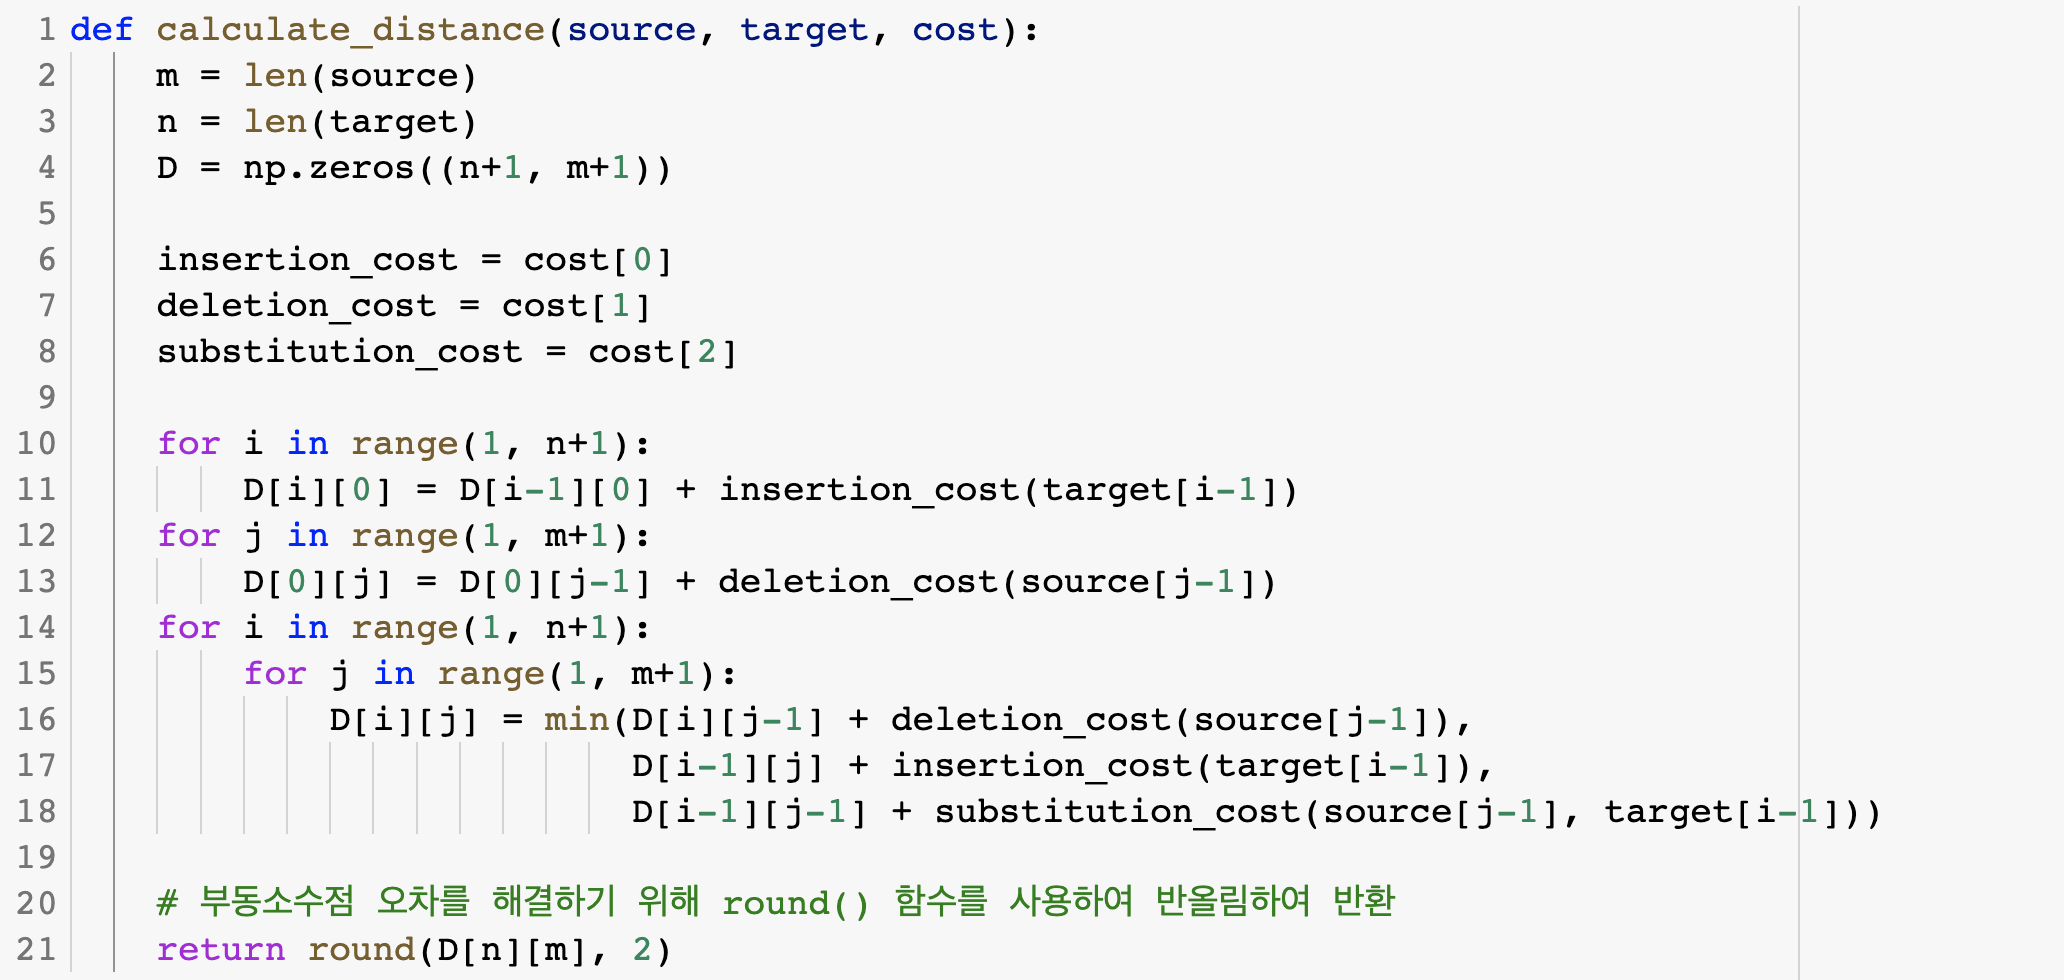 1 def calculate_distance(source, target, cost):
2     m = len(source)
3     n = len(target)
4     D = np.zeros((n+1, m+1))
5
6     insertion_cost = cost[0]
7     deletion_cost = cost[1]
8     substitution_cost = cost[2]
9
10     for i in range(1, n+1):
11         D[i][0] = D[i-1][0] + insertion_cost(target[i-1])
12     for j in range(1, m+1):
13         D[0][j] = D[0][j-1] + deletion_cost(source[j-1])
14     for i in range(1, n+1):
15         for j in range(1, m+1):
16             D[i][j] = min(D[i][j-1] + deletion_cost(source[j-1]),
17                           D[i-1][j] + insertion_cost(target[i-1]),
18                           D[i-1][j-1] + substitution_cost(source[j-1], target[i-1]))
19
20     # 부동소수점 오차를 해결하기 위해 round() 함수를 사용하여 반올림하여 반환
21     return round(D[n][m], 2)